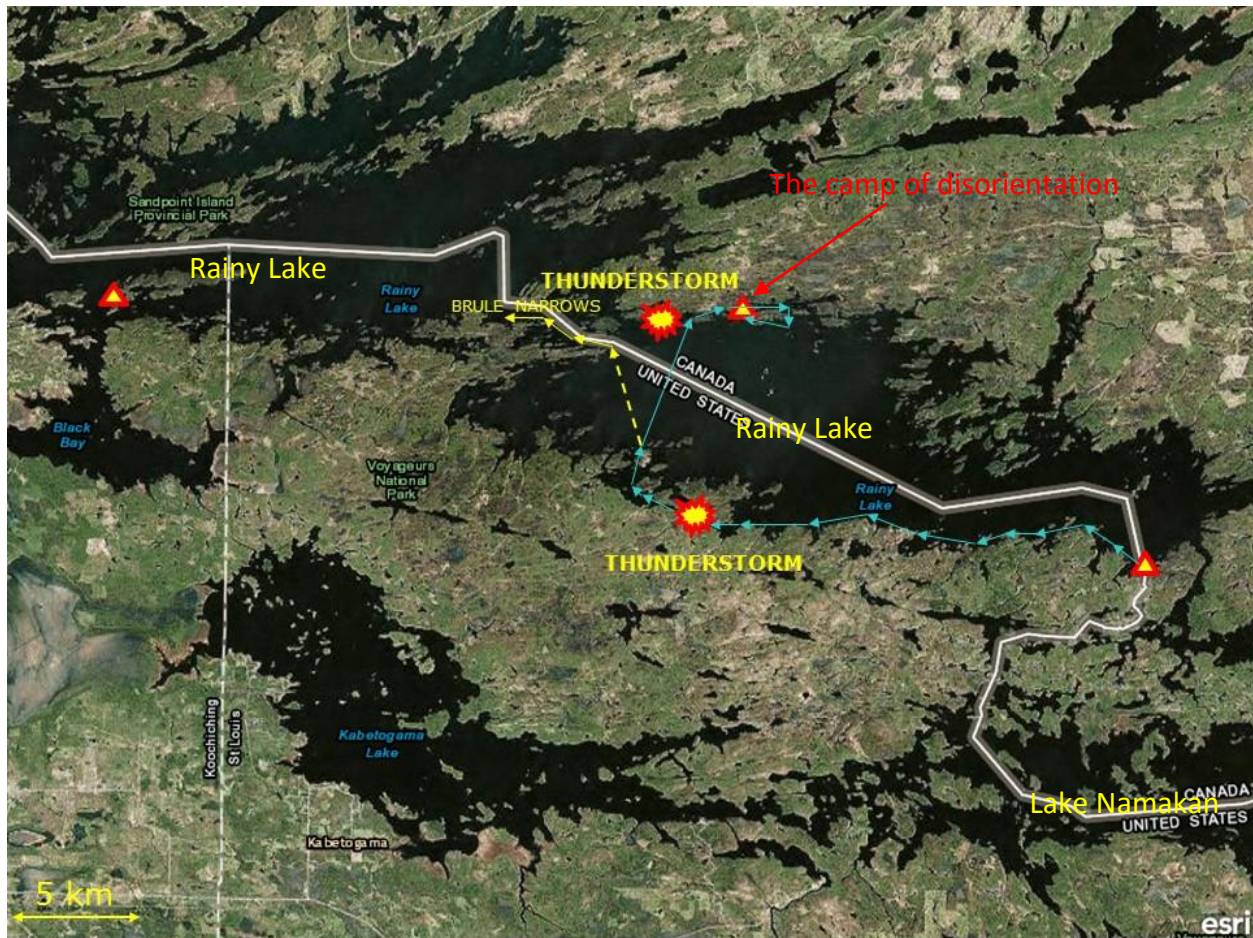 The camp of disorientation
Sandpoint Island
Provincial Park
Rainy Lake
THUNDERSTORM
Rainy
Lake
BRULE NARROWS
CANADA
UNITED STATES
Rainy Lake
Black
Bay
Voyageurs
National
Park
Rainy
Lake
THUNDERSTORM
Koochiching
St Louis
Kabetogama
Lake
Lake Namakan
CANADA
UNITED STATES
Kabetogama
5 km
esri